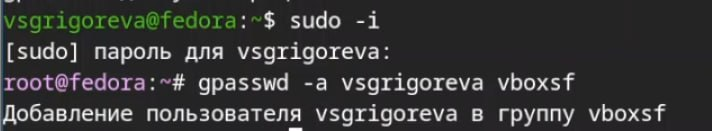 vsgrigoreva@fedora:~$ sudo -i
[sudo] пароль для vsgrigoreva:
root@fedora:~# gpasswd -a vsgrigoreva vboxsf
Добавление пользователя vsgrigoreva в группу vboxsf